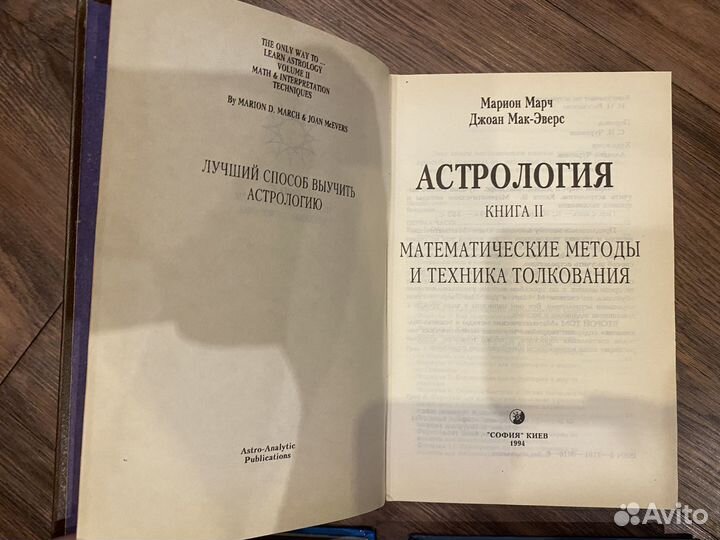 THE ONLY WAY TO...
LEARN ASTROLOGY
VOLUME II
MATH & INTERPRETATION
TECHNIQUES
By MARION D. MARCH & JOAN McEVERS
ЛУЧШИЙ СПОСОБ ВЫУЧИТЬ
АСТРОЛОГИЮ
Astro-Analytic
Publications
Марион Марч
Джоан Мак-Эверс
АСТРОЛОГИЯ
КНИГА II
МАТЕМАТИЧЕСКИЕ МЕТОДЫ
И ТЕХНИКА ТОЛКОВАНИЯ
"СОФИЯ" КИЕВ
1994
Avito